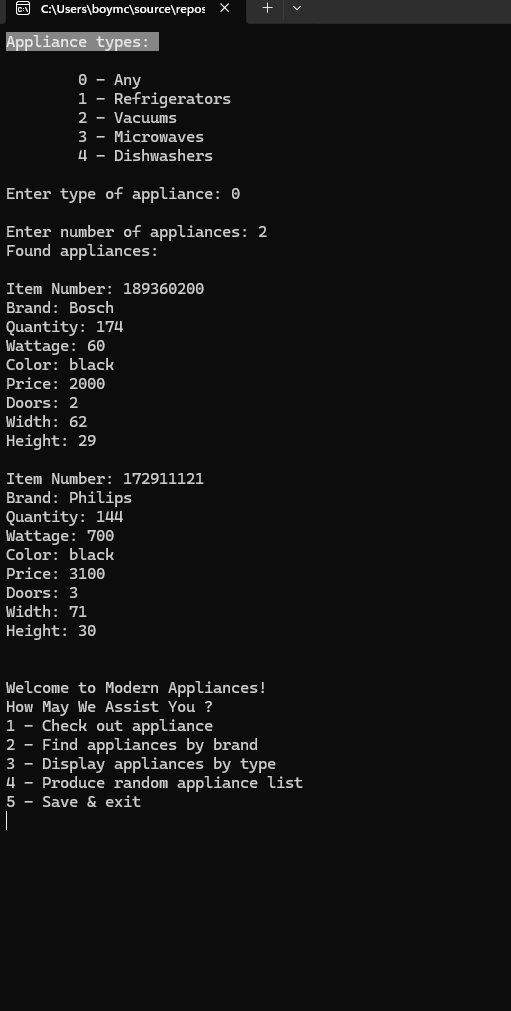 C:\Users\boymc\source\repos
Appliance types:
0 - Any
1 - Refrigerators
2 - Vacuums
3 - Microwaves
4 - Dishwashers
Enter type of appliance: 0
Enter number of appliances: 2
Found appliances:
Item Number: 189360200
Brand: Bosch
Quantity: 174
Wattage: 60
Color: black
Price: 2000
Doors: 2
Width: 62
Height: 29
Item Number: 172911121
Brand: Philips
Quantity: 144
Wattage: 700
Color: black
Price: 3100
Doors: 3
Width: 71
Height: 30
Welcome to Modern Appliances!
How May We Assist You ?
1 - Check out appliance
2 - Find appliances by brand
3 - Display appliances by type
4 - Produce random appliance list
5 - Save & exit